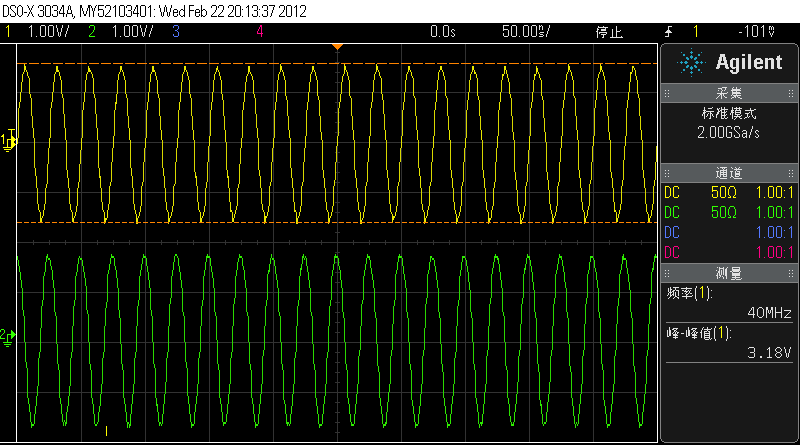 DSO-X 3034A, MY52103401: Wed Feb 22 20:13:37 2012
1 1.00V/ 2 1.00V/ 3 4 0.0s 50.00ns/ 停止 1 -101mV
Agilent
采集
标准模式
2.00GSa/s
通道
DC 50Ω 1.00:1
DC 50Ω 1.00:1
DC 1.00:1
DC 1.00:1
测量
频率(1):
40MHz
峰-峰值(1):
3.18V
1
T
2